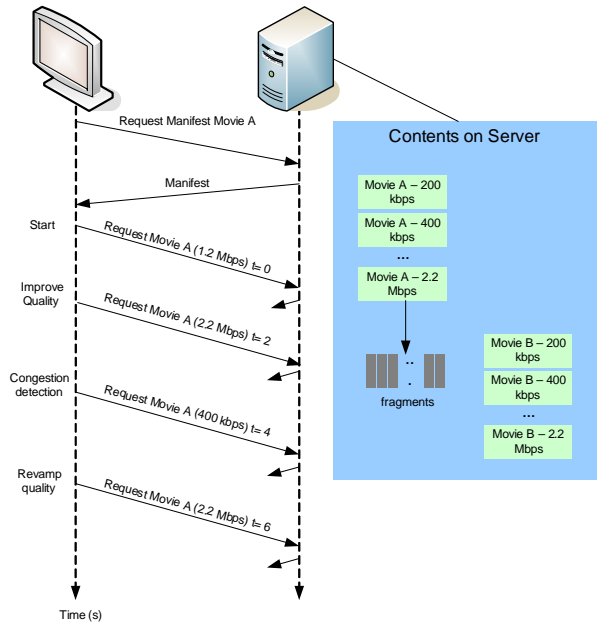 Request Manifest Movie A
Manifest
Start
Request Movie A (1.2 Mbps) t= 0
Improve
Quality
Request Movie A (2.2 Mbps) t= 2
Congestion
detection
Request Movie A (400 kbps) t= 4
Revamp
quality
Request Movie A (2.2 Mbps) t= 6
Time (s)
Contents on Server
Movie A – 200
kbps
Movie A – 400
kbps
...
Movie A – 2.2
Mbps
..
.
fragments
Movie B – 200
kbps
Movie B – 400
kbps
...
Movie B – 2.2
Mbps